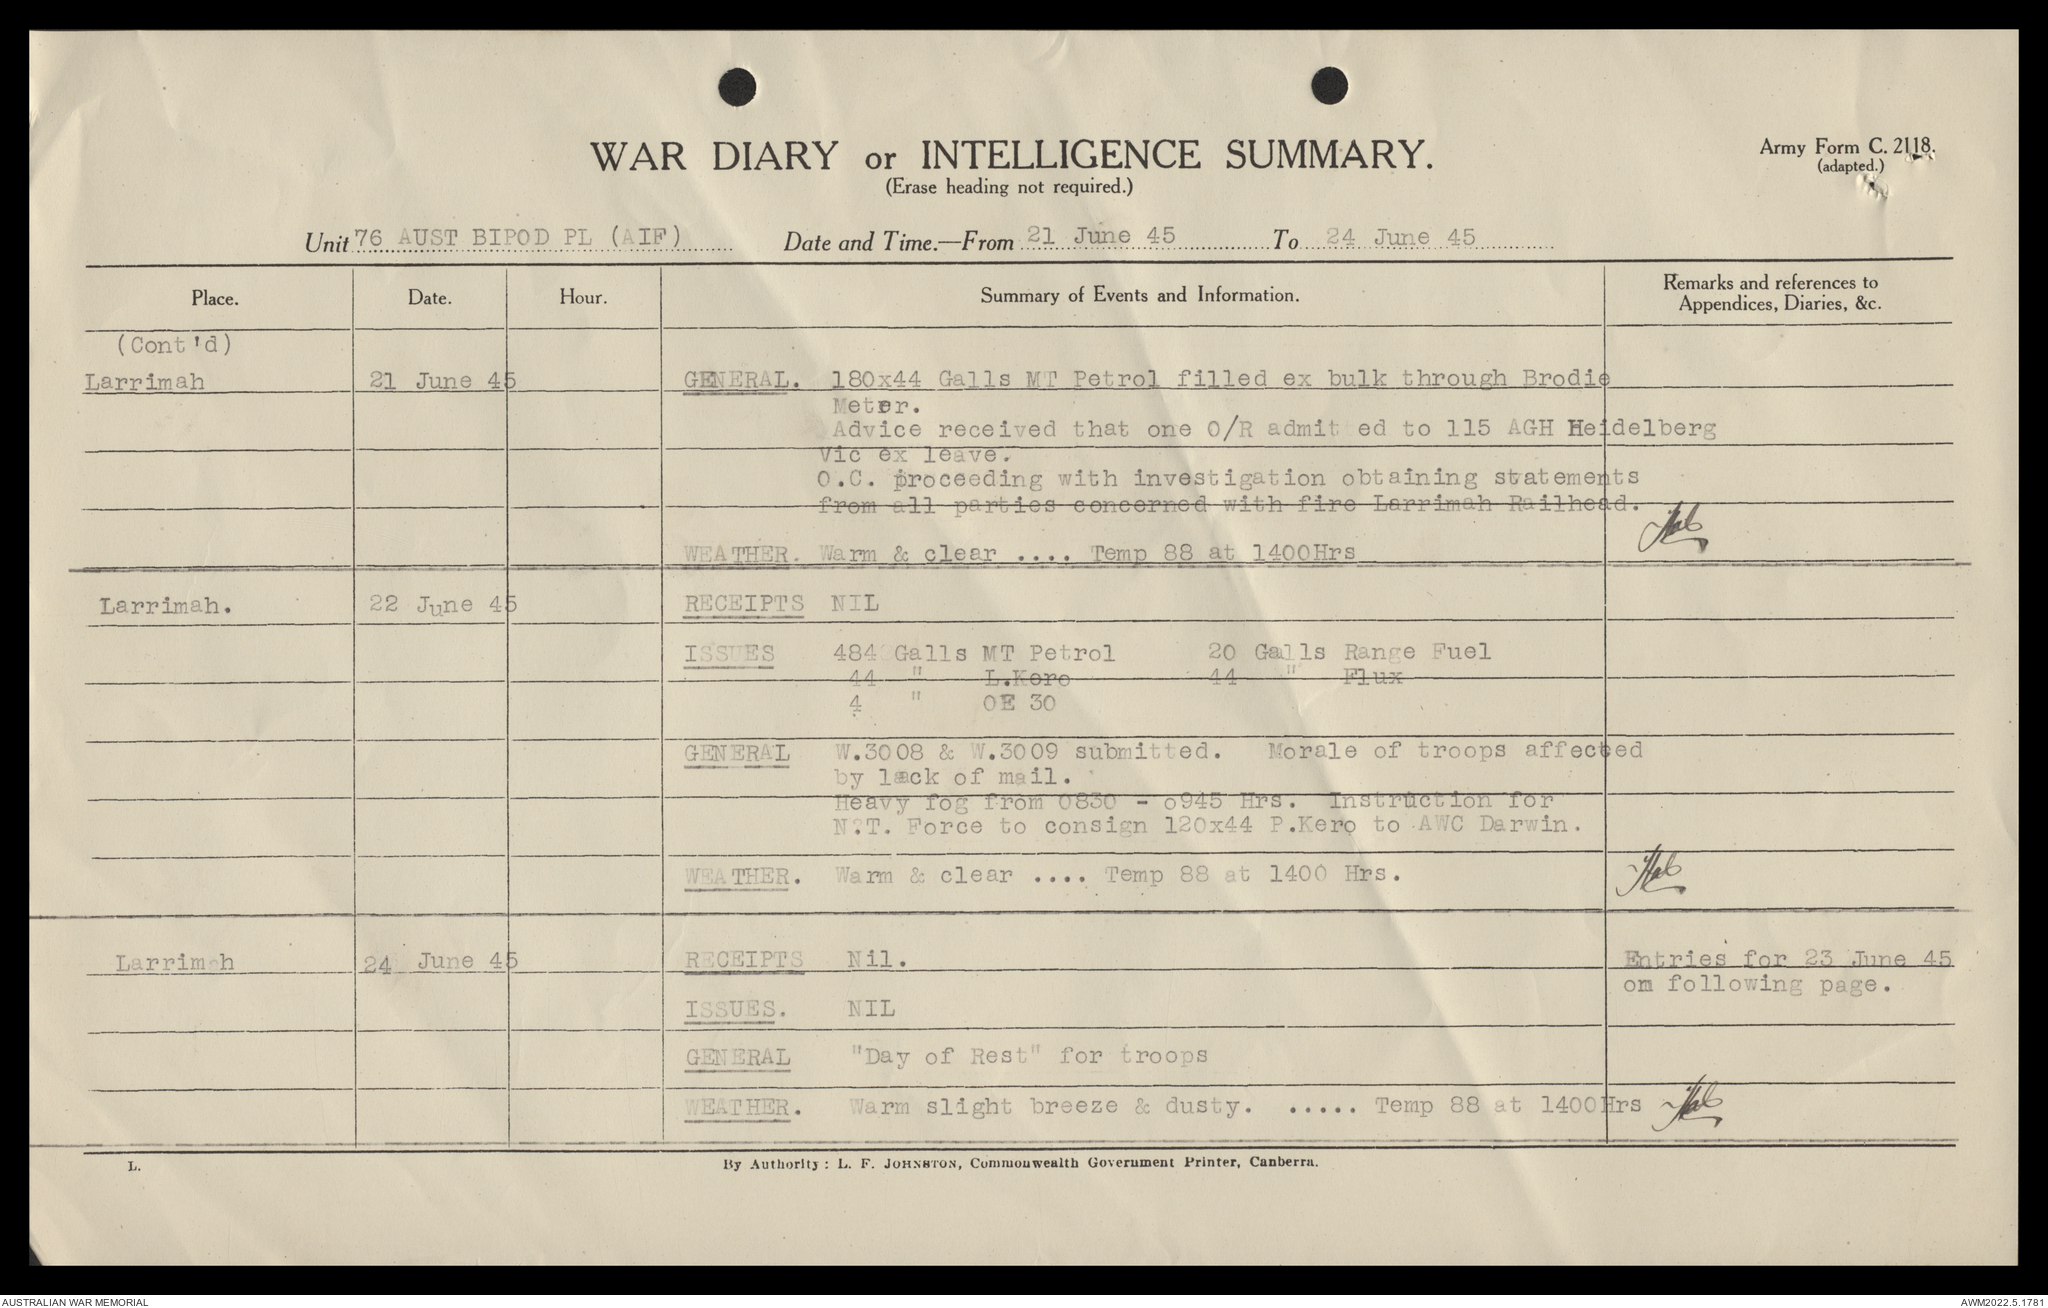 WAR DIARY or INTELLIGENCE SUMMARY.
(Erase heading not required.)
Army Form C. 2118.
(adapted.)
Unit 76 AUST BIPOD PL (AIF) Date and Time.—From 21 June 45 To 24 June 45
Place. Date. Hour. Summary of Events and Information. Remarks and references to
Appendices, Diaries, &c.
(Cont'd)
Larrimah 21 June 45 GENERAL. 180x44 Galls MT Petrol filled ex bulk through Brodie
Meter.
Advice received that one O/R admitted to 115 AGH Heidelberg
Vic ex leave.
O.C. proceeding with investigation obtaining statements
from all parties concerned with fire Larrimah Railhead.
WEATHER. Warm & clear .... Temp 88 at 1400Hrs
Larrimah. 22 June 45 RECEIPTS NIL
ISSUES 484 Galls MT Petrol 20 Galls Range Fuel
44 " L.Kero 44 " Flux
4 " OE 30
GENERAL W.3008 & W.3009 submitted. Morale of troops affected
by lack of mail.
Heavy fog from 0830 - o945 Hrs. Instruction for
N.T. Force to consign 120x44 P.Kero to AWC Darwin.
WEATHER. Warm & clear .... Temp 88 at 1400 Hrs.
Larrimah 24 June 45 RECEIPTS Nil. Entries for 23 June 45
on following page.
ISSUES. NIL
GENERAL "Day of Rest" for troops
WEATHER. Warm slight breeze & dusty. ..... Temp 88 at 1400Hrs
L. By Authority: L. F. JOHNSTON, Commonwealth Government Printer, Canberra.
AUSTRALIAN WAR MEMORIAL AWM2022.5.1781